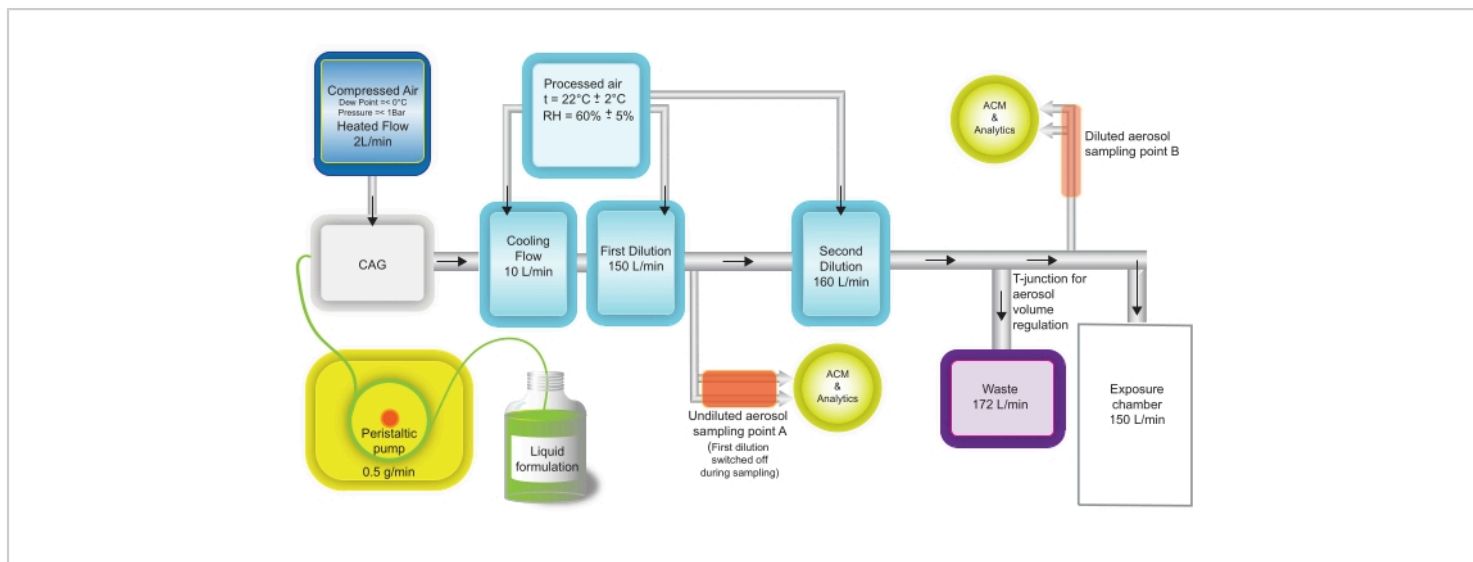 Compressed Air
Dew Point =< 0°C
Pressure =< 1Bar
Heated Flow
2L/min
Processed air
t = 22°C ± 2°C
RH = 60% ± 5%
ACM
&
Analytics
Diluted aerosol
sampling point B
CAG
Cooling
Flow
10 L/min
First Dilution
150 L/min
Second
Dilution
160 L/min
T-junction for
aerosol
volume
regulation
Peristaltic
pump
0.5 g/min
Liquid
formulation
Undiluted aerosol
sampling point A
(First dilution
switched off
during sampling)
ACM
&
Analytics
Waste
172 L/min
Exposure
chamber
150 L/min